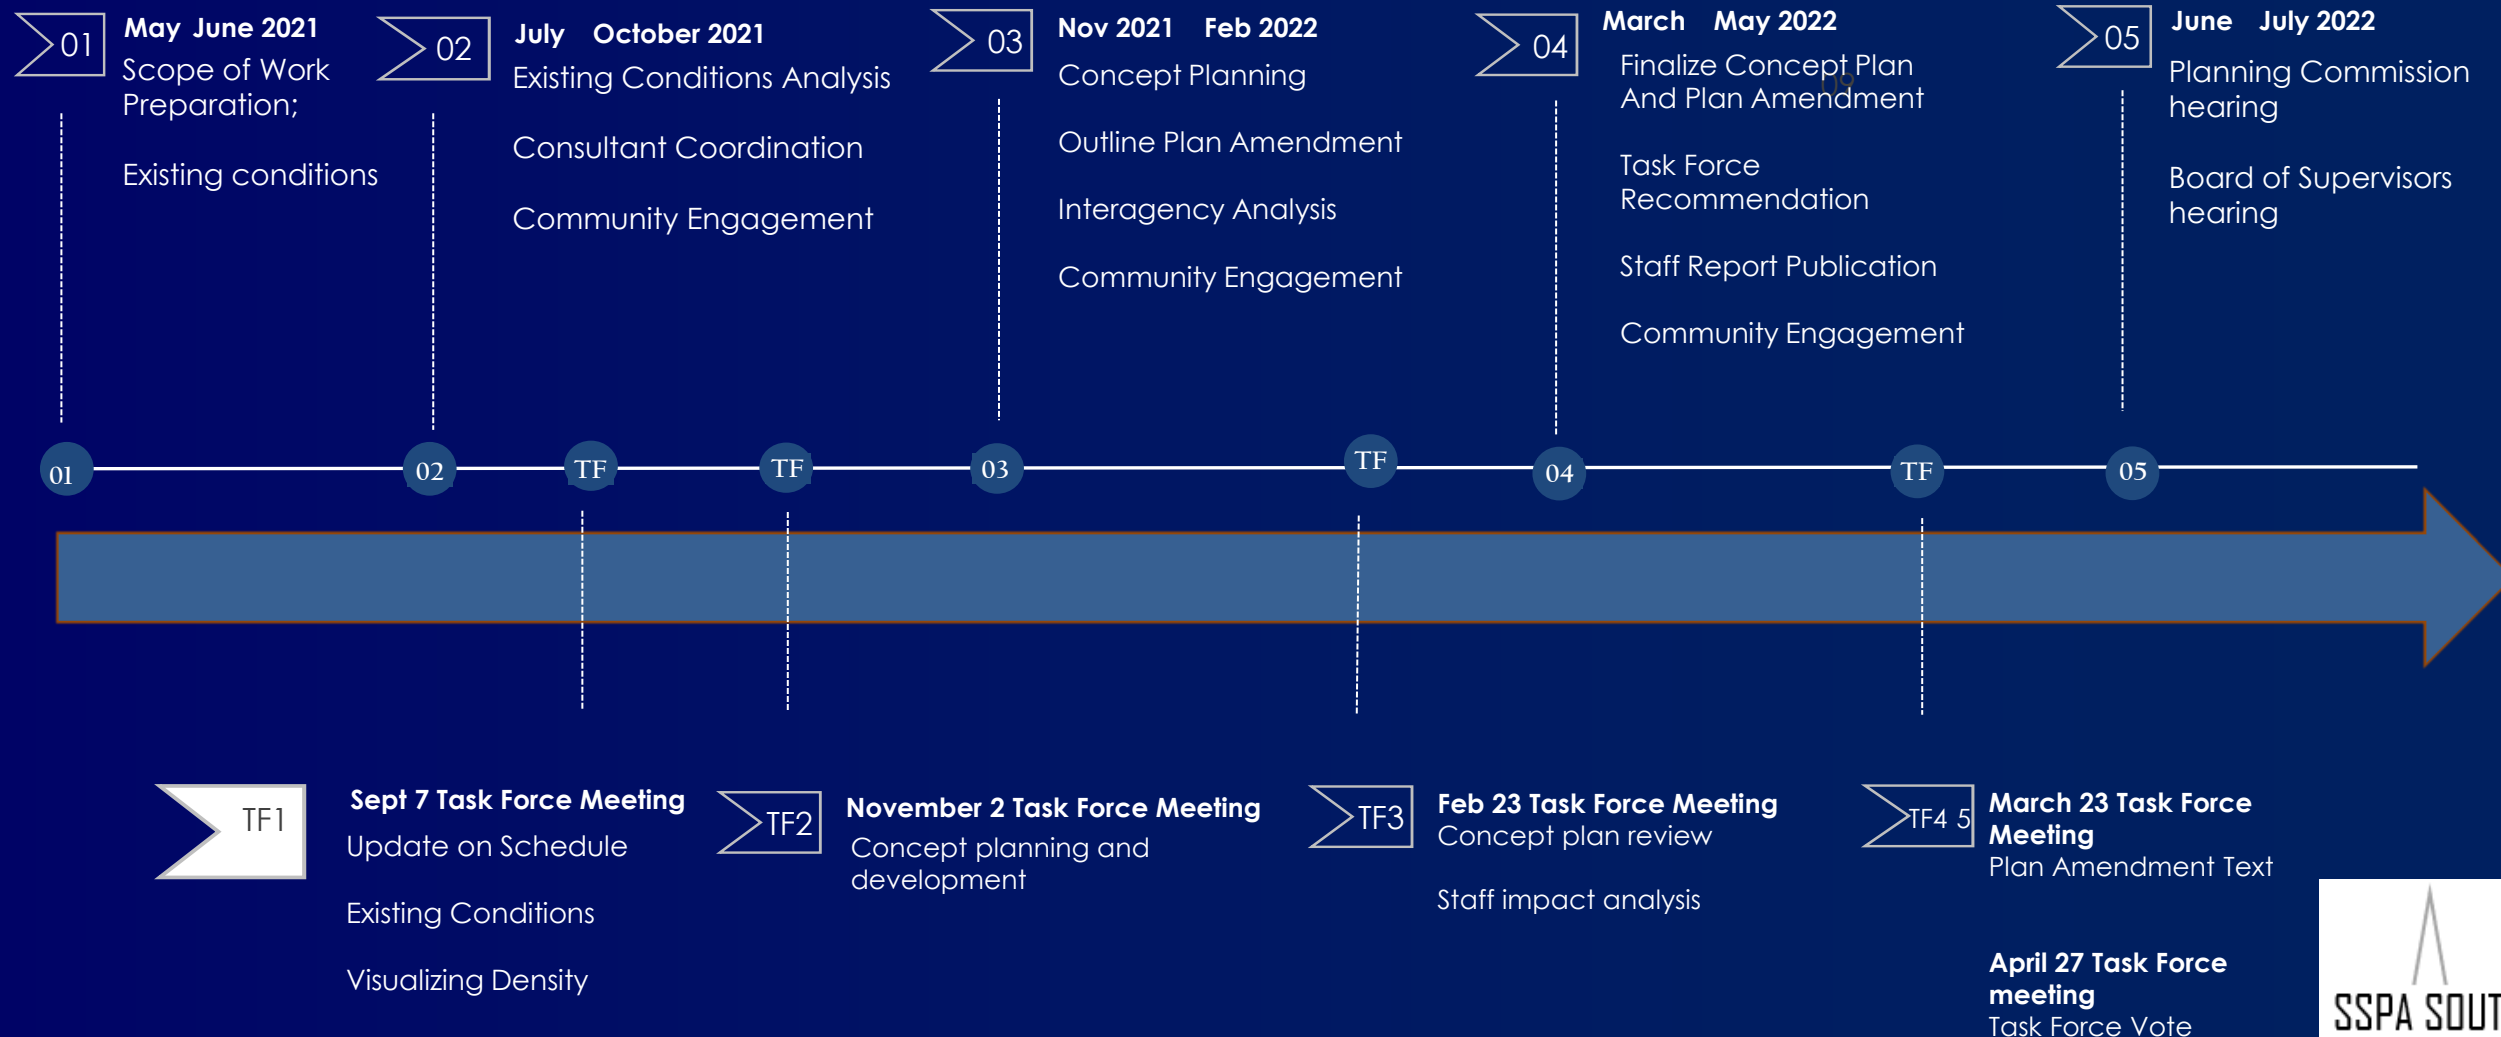 01
May June 2021
Scope of Work
Preparation;
Existing conditions
02
July October 2021
Existing Conditions Analysis
Consultant Coordination
Community Engagement
03
Nov 2021 Feb 2022
Concept Planning
Outline Plan Amendment
Interagency Analysis
Community Engagement
04
March May 2022
Finalize Concept Plan
And Plan Amendment
Task Force
Recommendation
Staff Report Publication
Community Engagement
05
June July 2022
Planning Commission
hearing
Board of Supervisors
hearing
01 02 TF TF 03 TF 04 TF 05
TF1
Sept 7 Task Force Meeting
Update on Schedule
Existing Conditions
Visualizing Density
TF2
November 2 Task Force Meeting
Concept planning and
development
TF3
Feb 23 Task Force Meeting
Concept plan review
Staff impact analysis
TF4 5
March 23 Task Force
Meeting
Plan Amendment Text
April 27 Task Force
meeting
Task Force Vote
SSPA SOUT